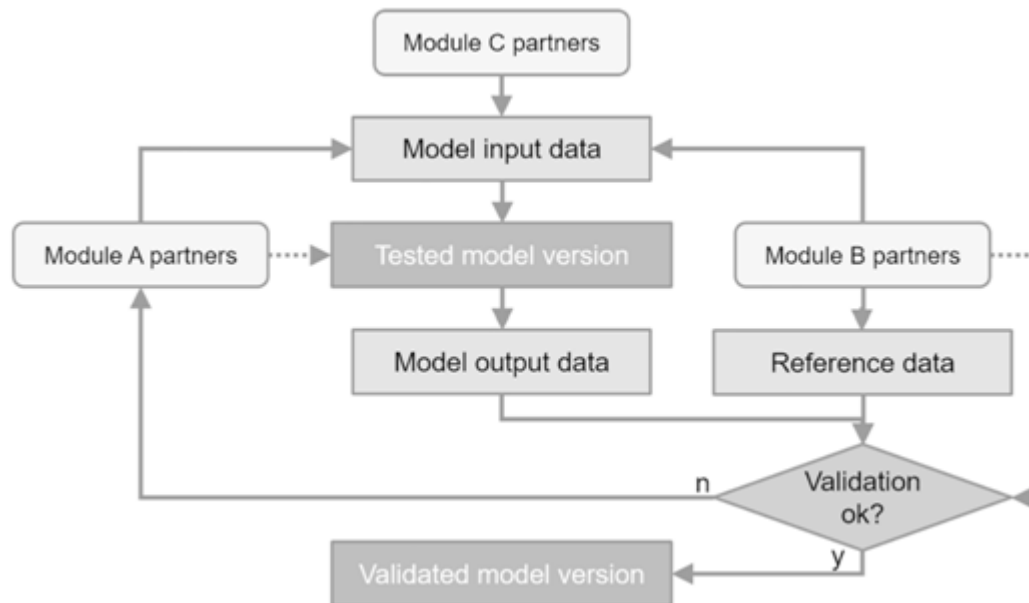 Module C partners
Model input data
Module A partners
Tested model version
Module B partners
Model output data
Reference data
n
Validation
ok?
y
Validated model version